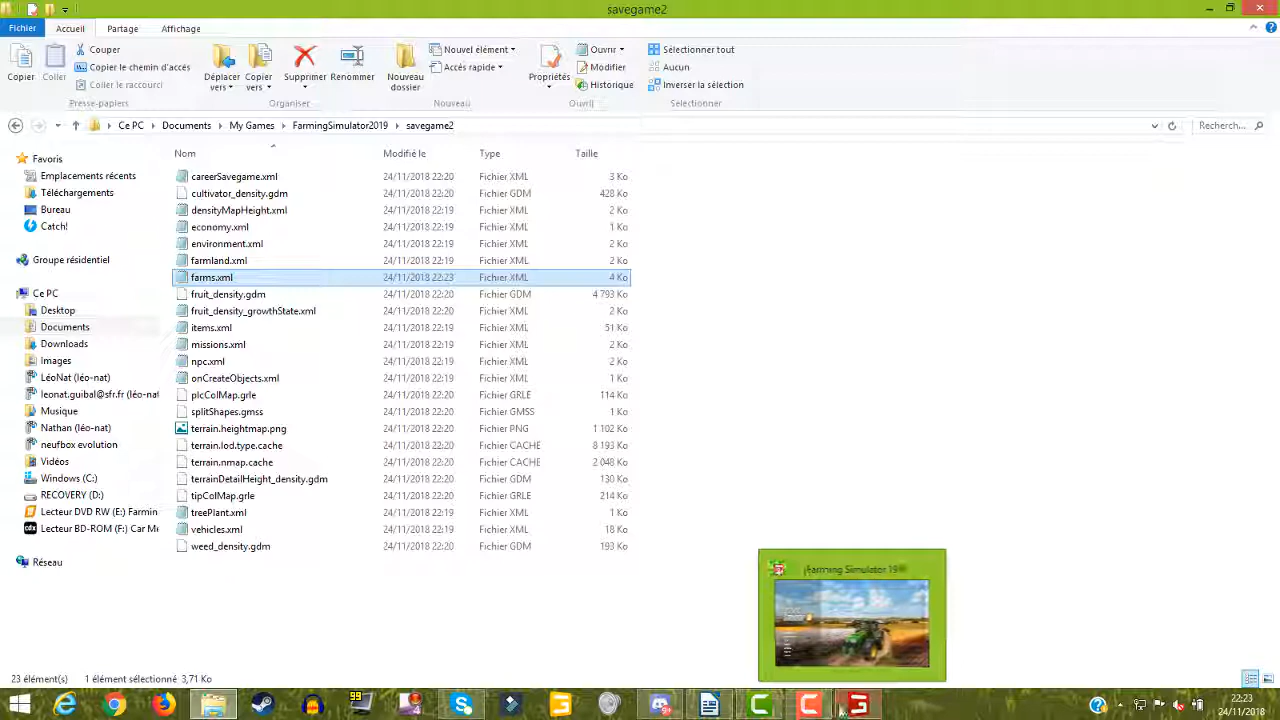 savegame2
Fichier Accueil Partage Affichage
Copier
Coller
Couper
Copier le chemin d'accès
Coller le raccourci
Presse-papiers
Déplacer vers
Copier vers
Supprimer
Renommer
Organiser
Nouveau dossier
Nouvel élément
Accès rapide
Nouveau
Propriétés
Ouvrir
Modifier
Historique
Ouvrir
Sélectionner tout
Aucun
Inverser la sélection
Sélectionner
Ce PC Documents My Games FarmingSimulator2019 savegame2
Recherch...
Favoris
Emplacements récents
Téléchargements
Bureau
Catch!
Groupe résidentiel
Ce PC
Desktop
Documents
Downloads
Images
LéoNat (léo-nat)
leonat.guibal@sfr.fr (léo-nat
Musique
Nathan (léo-nat)
neufbox evolution
Vidéos
Windows (C:)
RECOVERY (D:)
Lecteur DVD RW (E:) Farmin
Lecteur BD-ROM (F:) Car Me
Réseau
Nom Modifié le Type Taille
careerSavegame.xml 24/11/2018 22:20 Fichier XML 3 Ko
cultivator_density.gdm 24/11/2018 22:20 Fichier GDM 428 Ko
densityMapHeight.xml 24/11/2018 22:19 Fichier XML 2 Ko
economy.xml 24/11/2018 22:19 Fichier XML 1 Ko
environment.xml 24/11/2018 22:19 Fichier XML 2 Ko
farmland.xml 24/11/2018 22:19 Fichier XML 2 Ko
farms.xml 24/11/2018 22:23 Fichier XML 4 Ko
fruit_density.gdm 24/11/2018 22:20 Fichier GDM 4 793 Ko
fruit_density_growthState.xml 24/11/2018 22:20 Fichier XML 2 Ko
items.xml 24/11/2018 22:19 Fichier XML 51 Ko
missions.xml 24/11/2018 22:19 Fichier XML 2 Ko
npc.xml 24/11/2018 22:19 Fichier XML 2 Ko
onCreateObjects.xml 24/11/2018 22:19 Fichier XML 1 Ko
plcColMap.grle 24/11/2018 22:20 Fichier GRLE 114 Ko
splitShapes.gmss 24/11/2018 22:20 Fichier GMSS 1 Ko
terrain.heightmap.png 24/11/2018 22:20 Fichier PNG 1 102 Ko
terrain.lod.type.cache 24/11/2018 22:20 Fichier CACHE 8 193 Ko
terrain.nmap.cache 24/11/2018 22:20 Fichier CACHE 2 048 Ko
terrainDetailHeight_density.gdm 24/11/2018 22:20 Fichier GDM 130 Ko
tipColMap.grle 24/11/2018 22:20 Fichier GRLE 214 Ko
treePlant.xml 24/11/2018 22:19 Fichier XML 1 Ko
vehicles.xml 24/11/2018 22:19 Fichier XML 18 Ko
weed_density.gdm 24/11/2018 22:20 Fichier GDM 193 Ko
Farming Simulator 19
23 élément(s) 1 élément sélectionné 3,71 Ko
99
22:23
24/11/2018